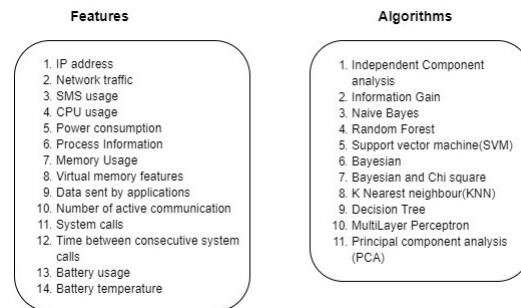 Features
1. IP address
2. Network traffic
3. SMS usage
4. CPU usage
5. Power consumption
6. Process Information
7. Memory Usage
8. Virtual memory features
9. Data sent by applications
10. Number of active communication
11. System calls
12. Time between consecutive system
calls
13. Battery usage
14. Battery temperature
Algorithms
1. Independent Component
analysis
2. Information Gain
3. Naive Bayes
4. Random Forest
5. Support vector machine(SVM)
6. Bayesian
7. Bayesian and Chi square
8. K Nearest neighbour(KNN)
9. Decision Tree
10. MultiLayer Perceptron
11. Principal component analysis
(PCA)